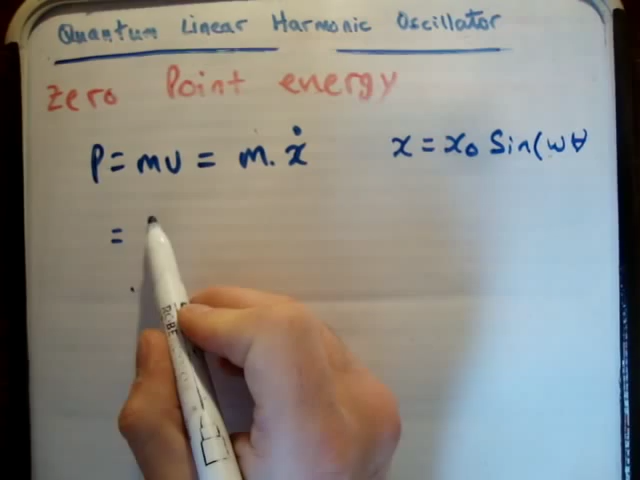 Quantum Linear Harmonic Oscillator
Zero Point energy
P = mv = m. ẋ x = x₀ Sin(ωt)
=